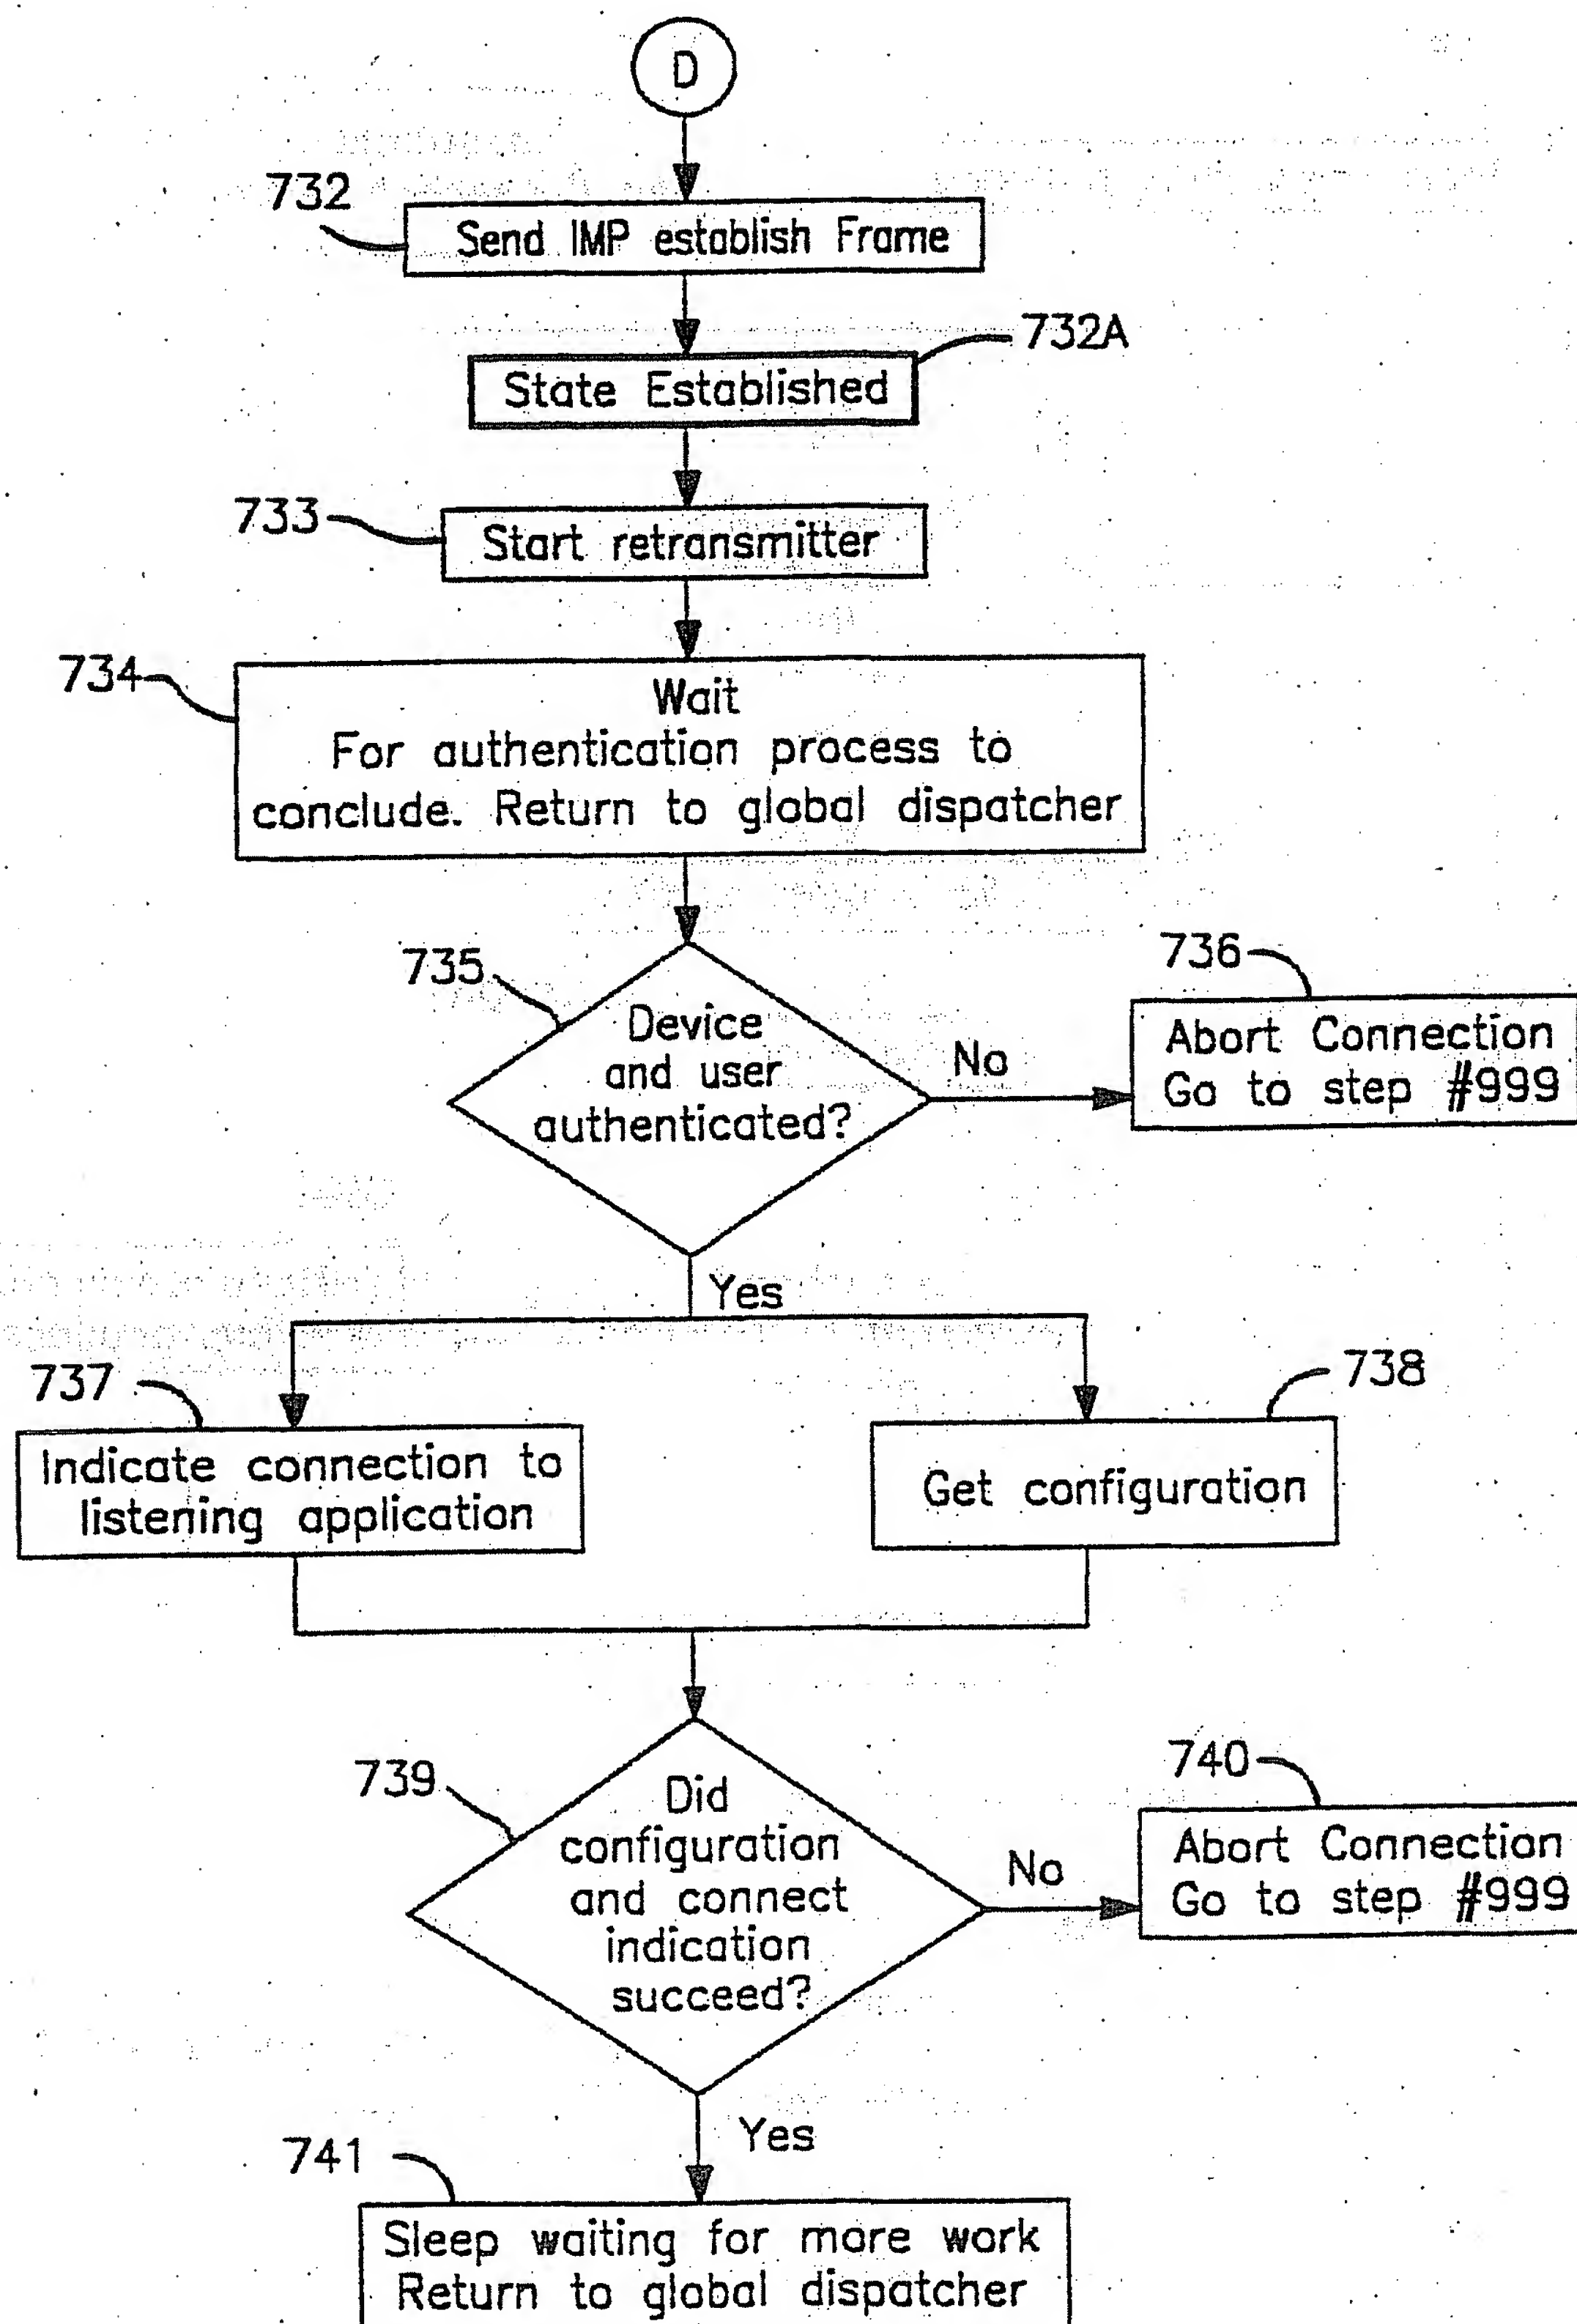 D
732
Send IMP establish Frame
732A
State Established
733
Start retransmitter
734
Wait
For authentication process to
conclude. Return to global dispatcher
735
Device
and user
authenticated?
No
736
Abort Connection
Go to step #999
Yes
737
Indicate connection to
listening application
738
Get configuration
739
Did
configuration
and connect
indication
succeed?
No
740
Abort Connection
Go to step #999
Yes
741
Sleep waiting for more work
Return to global dispatcher